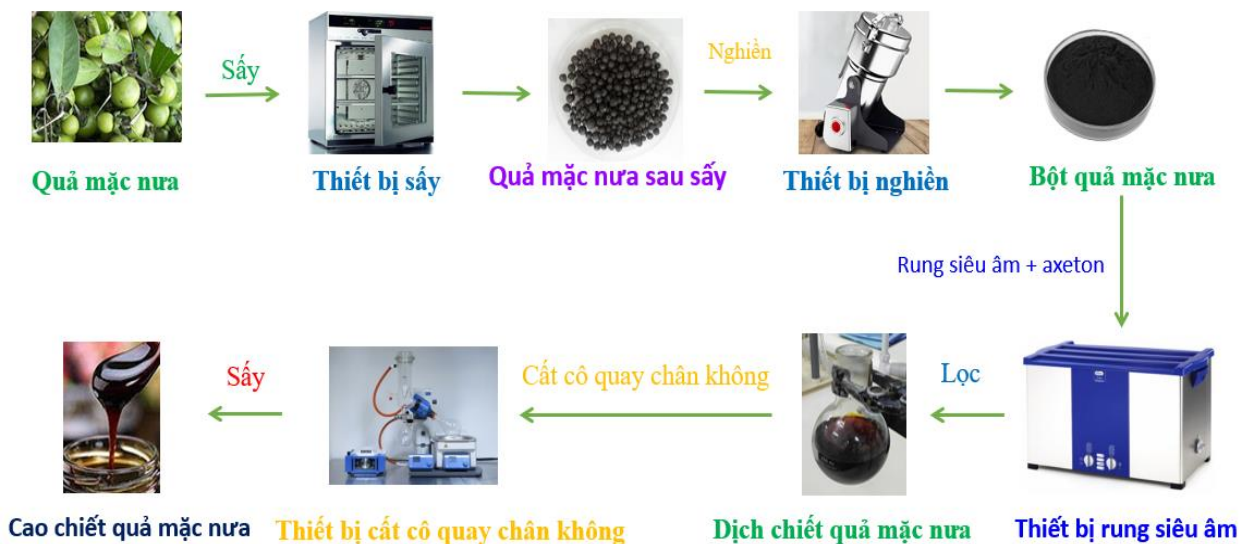 Sấy
Nghiền
Quả mặc nưa
Thiết bị sấy
Quả mặc nưa sau sấy
Thiết bị nghiền
Bột quả mặc nưa
Rung siêu âm + axeton
Sấy
Cất cô quay chân không
Lọc
Cao chiết quả mặc nưa
Thiết bị cất cô quay chân không
Dịch chiết quả mặc nưa
Thiết bị rung siêu âm